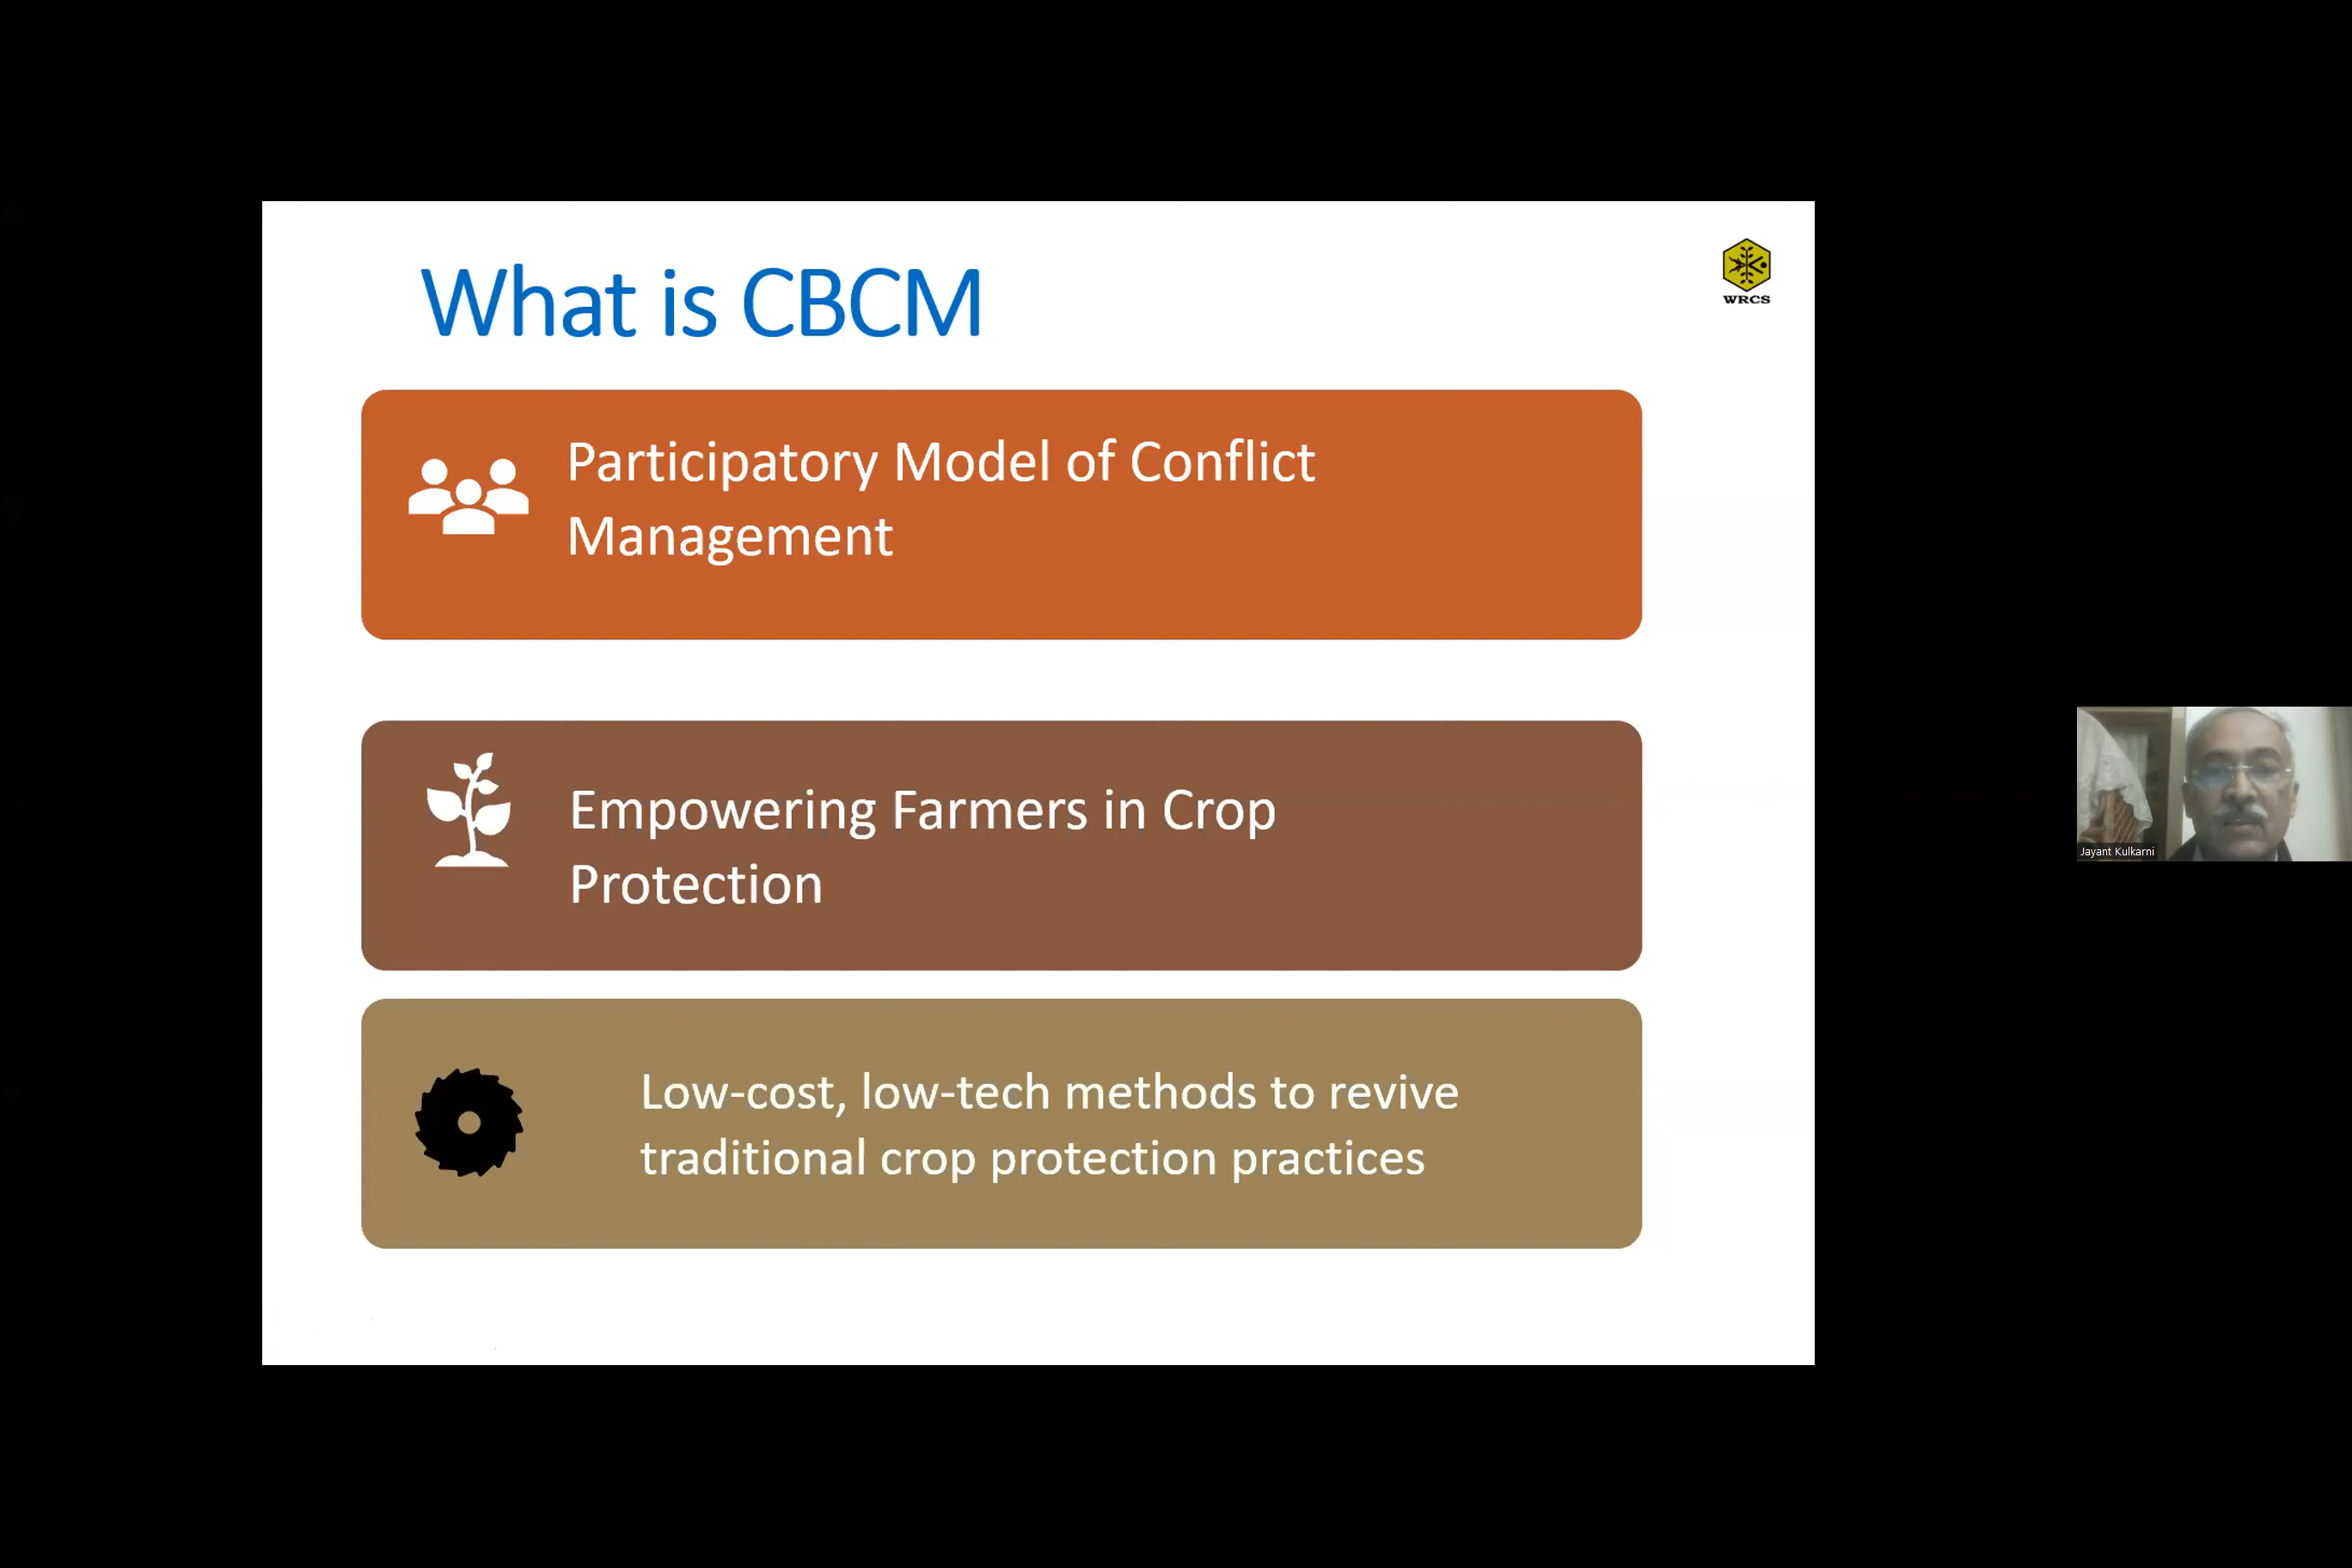 What is CBCM
WRCS
Participatory Model of Conflict
Management
Empowering Farmers in Crop
Protection
Low-cost, low-tech methods to revive
traditional crop protection practices
Jayant Kulkarni